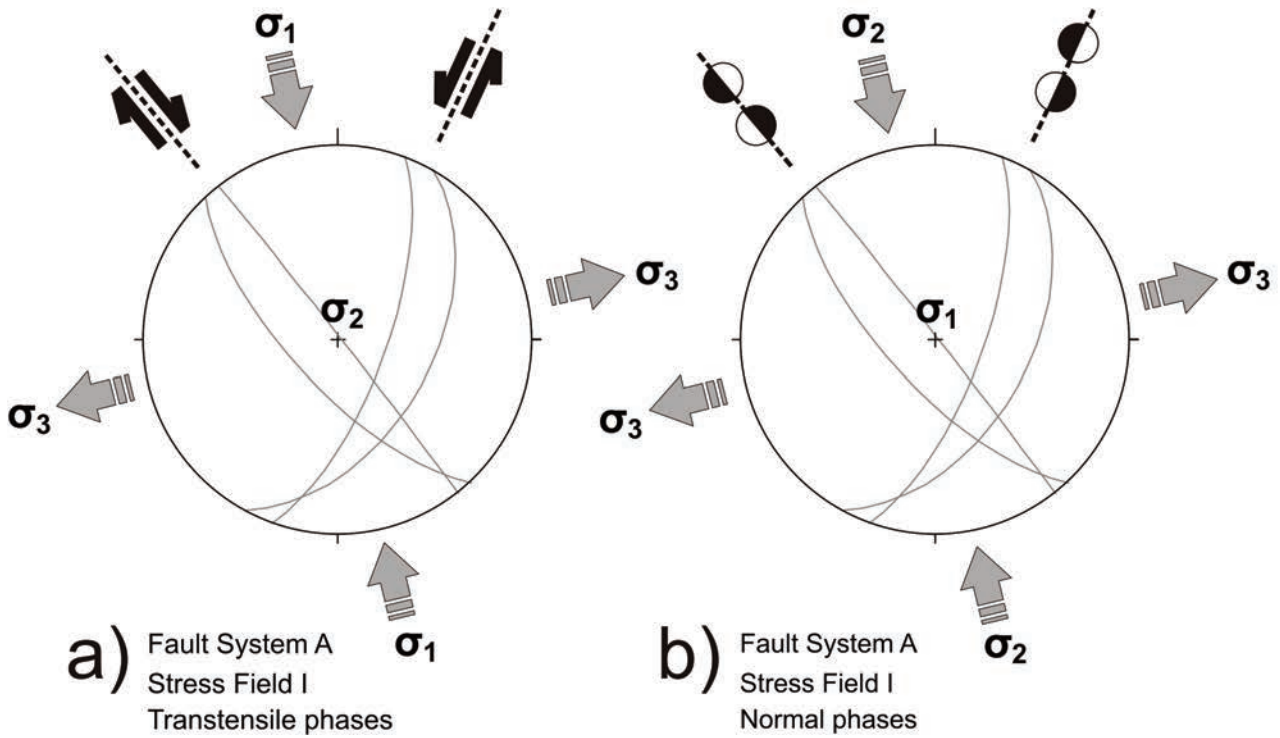 σ1
σ2
σ3
σ3
σ2
σ1
σ3
σ3
σ1
σ2
a) Fault System A
Stress Field I
Transtensile phases
b) Fault System A
Stress Field I
Normal phases